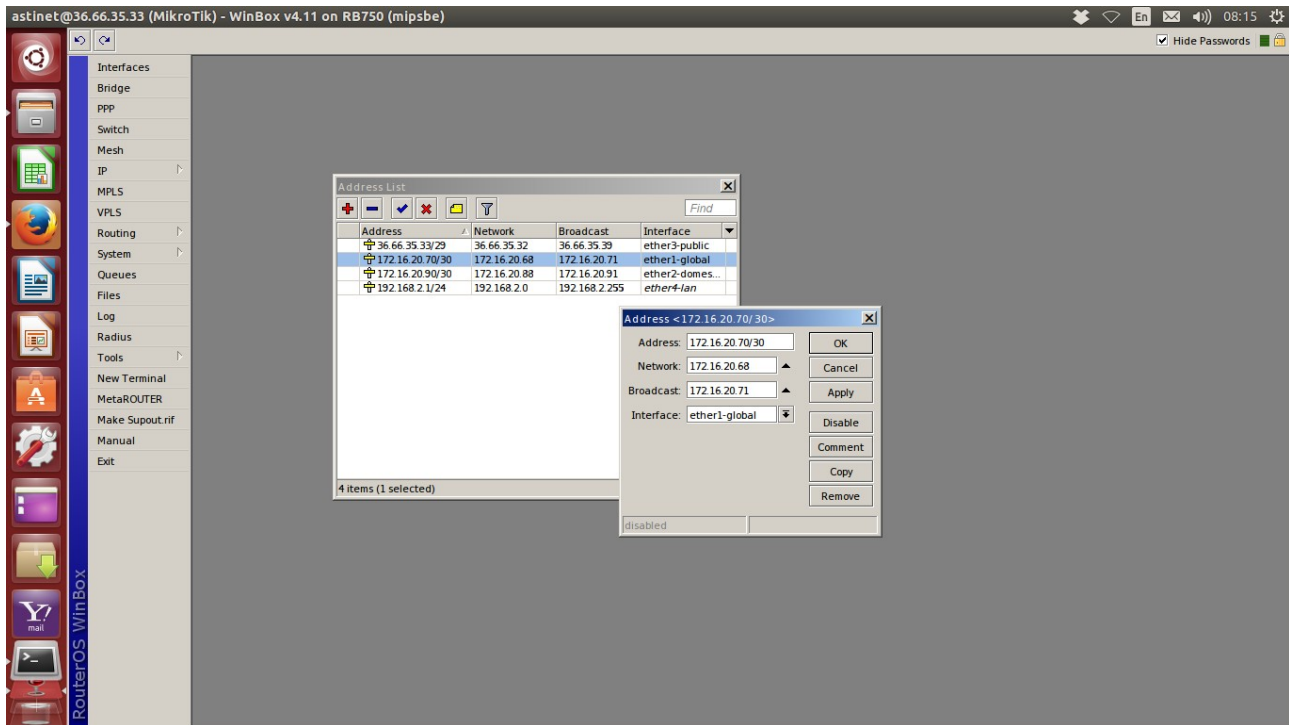 astinet@36.66.35.33 (MikroTik) - WinBox v4.11 on RB750 (mipsbe)
En
08:15
Hide Passwords
Interfaces
Bridge
PPP
Switch
Mesh
IP
MPLS
VPLS
Routing
System
Queues
Files
Log
Radius
Tools
New Terminal
MetaROUTER
Make Supout.rif
Manual
Exit
RouterOS WinBox
Y! mail
>_
Address List
Find
Address Network Broadcast Interface
36.66.35.33/29 36.66.35.32 36.66.35.39 ether3-public
172.16.20.70/30 172.16.20.68 172.16.20.71 ether1-global
172.16.20.90/30 172.16.20.88 172.16.20.91 ether2-domes...
192.168.2.1/24 192.168.2.0 192.168.2.255 ether4-lan
4 items (1 selected)
Address <172.16.20.70/30>
Address: 172.16.20.70/30
Network: 172.16.20.68
Broadcast: 172.16.20.71
Interface: ether1-global
OK
Cancel
Apply
Disable
Comment
Copy
Remove
disabled